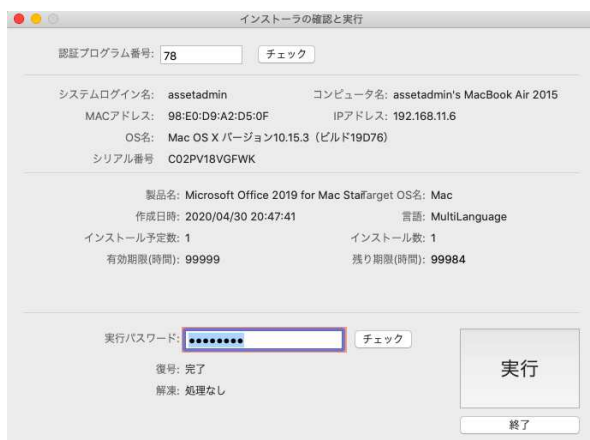 インストーラの確認と実行
認証プログラム番号: 78 チェック
システムログイン名: assetadmin コンピュータ名: assetadmin's MacBook Air 2015
MACアドレス: 98:E0:D9:A2:D5:0F IPアドレス: 192.168.11.6
OS名: Mac OS X バージョン10.15.3（ビルド19D76）
シリアル番号 C02PV18VGFWK
製品名: Microsoft Office 2019 for Mac Target OS名: Mac
作成日時: 2020/04/30 20:47:41 言語: MultiLanguage
インストール予定数: 1 インストール数: 1
有効期限(時間): 99999 残り期限(時間): 99984
実行パスワード: ●●●●●●●● チェック
復号: 完了
解凍: 処理なし
実行
終了